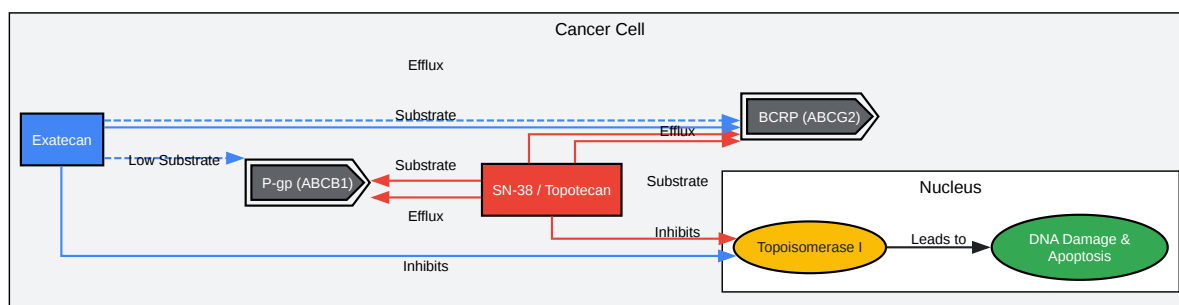 Cancer Cell
Efflux
Substrate
BCRP (ABCG2)
Efflux
Exatecan
Low Substrate
Substrate
P-gp (ABCB1)
SN-38 / Topotecan
Substrate
Nucleus
Efflux
Inhibits
Topoisomerase I
Leads to
DNA Damage &
Apoptosis
Inhibits